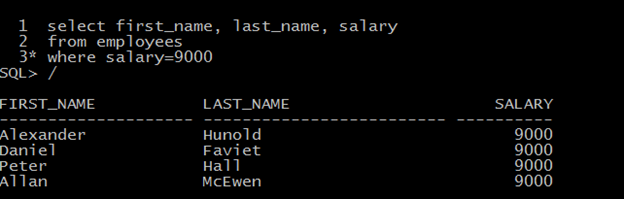 1  select first_name, last_name, salary
2  from employees
3* where salary=9000
SQL> /
FIRST_NAME           LAST_NAME                     SALARY
-------------------- ------------------------- ----------
Alexander            Hunold                          9000
Daniel               Faviet                          9000
Peter                Hall                            9000
Allan                McEwen                          9000